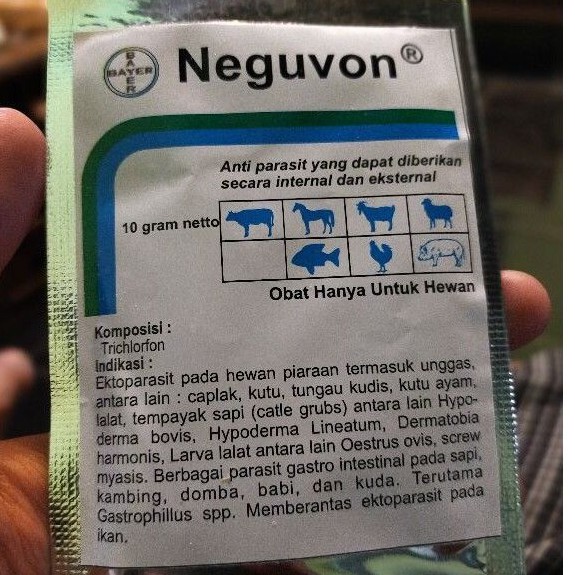 BAYER
BAYER
Neguvon®
Anti parasit yang dapat diberikan
secara internal dan eksternal
10 gram netto
Obat Hanya Untuk Hewan
Komposisi :
Trichlorfon
Indikasi :
Ektoparasit pada hewan piaraan termasuk unggas,
antara lain : caplak, kutu, tungau kudis, kutu ayam,
lalat, tempayak sapi (catle grubs) antara lain Hypo-
derma bovis, Hypoderma Lineatum, Dermatobia
harmonis, Larva lalat antara lain Oestrus ovis, screw
myasis. Berbagai parasit gastro intestinal pada sapi,
kambing, domba, babi, dan kuda. Terutama
Gastrophillus spp. Memberantas ektoparasit pada
ikan.